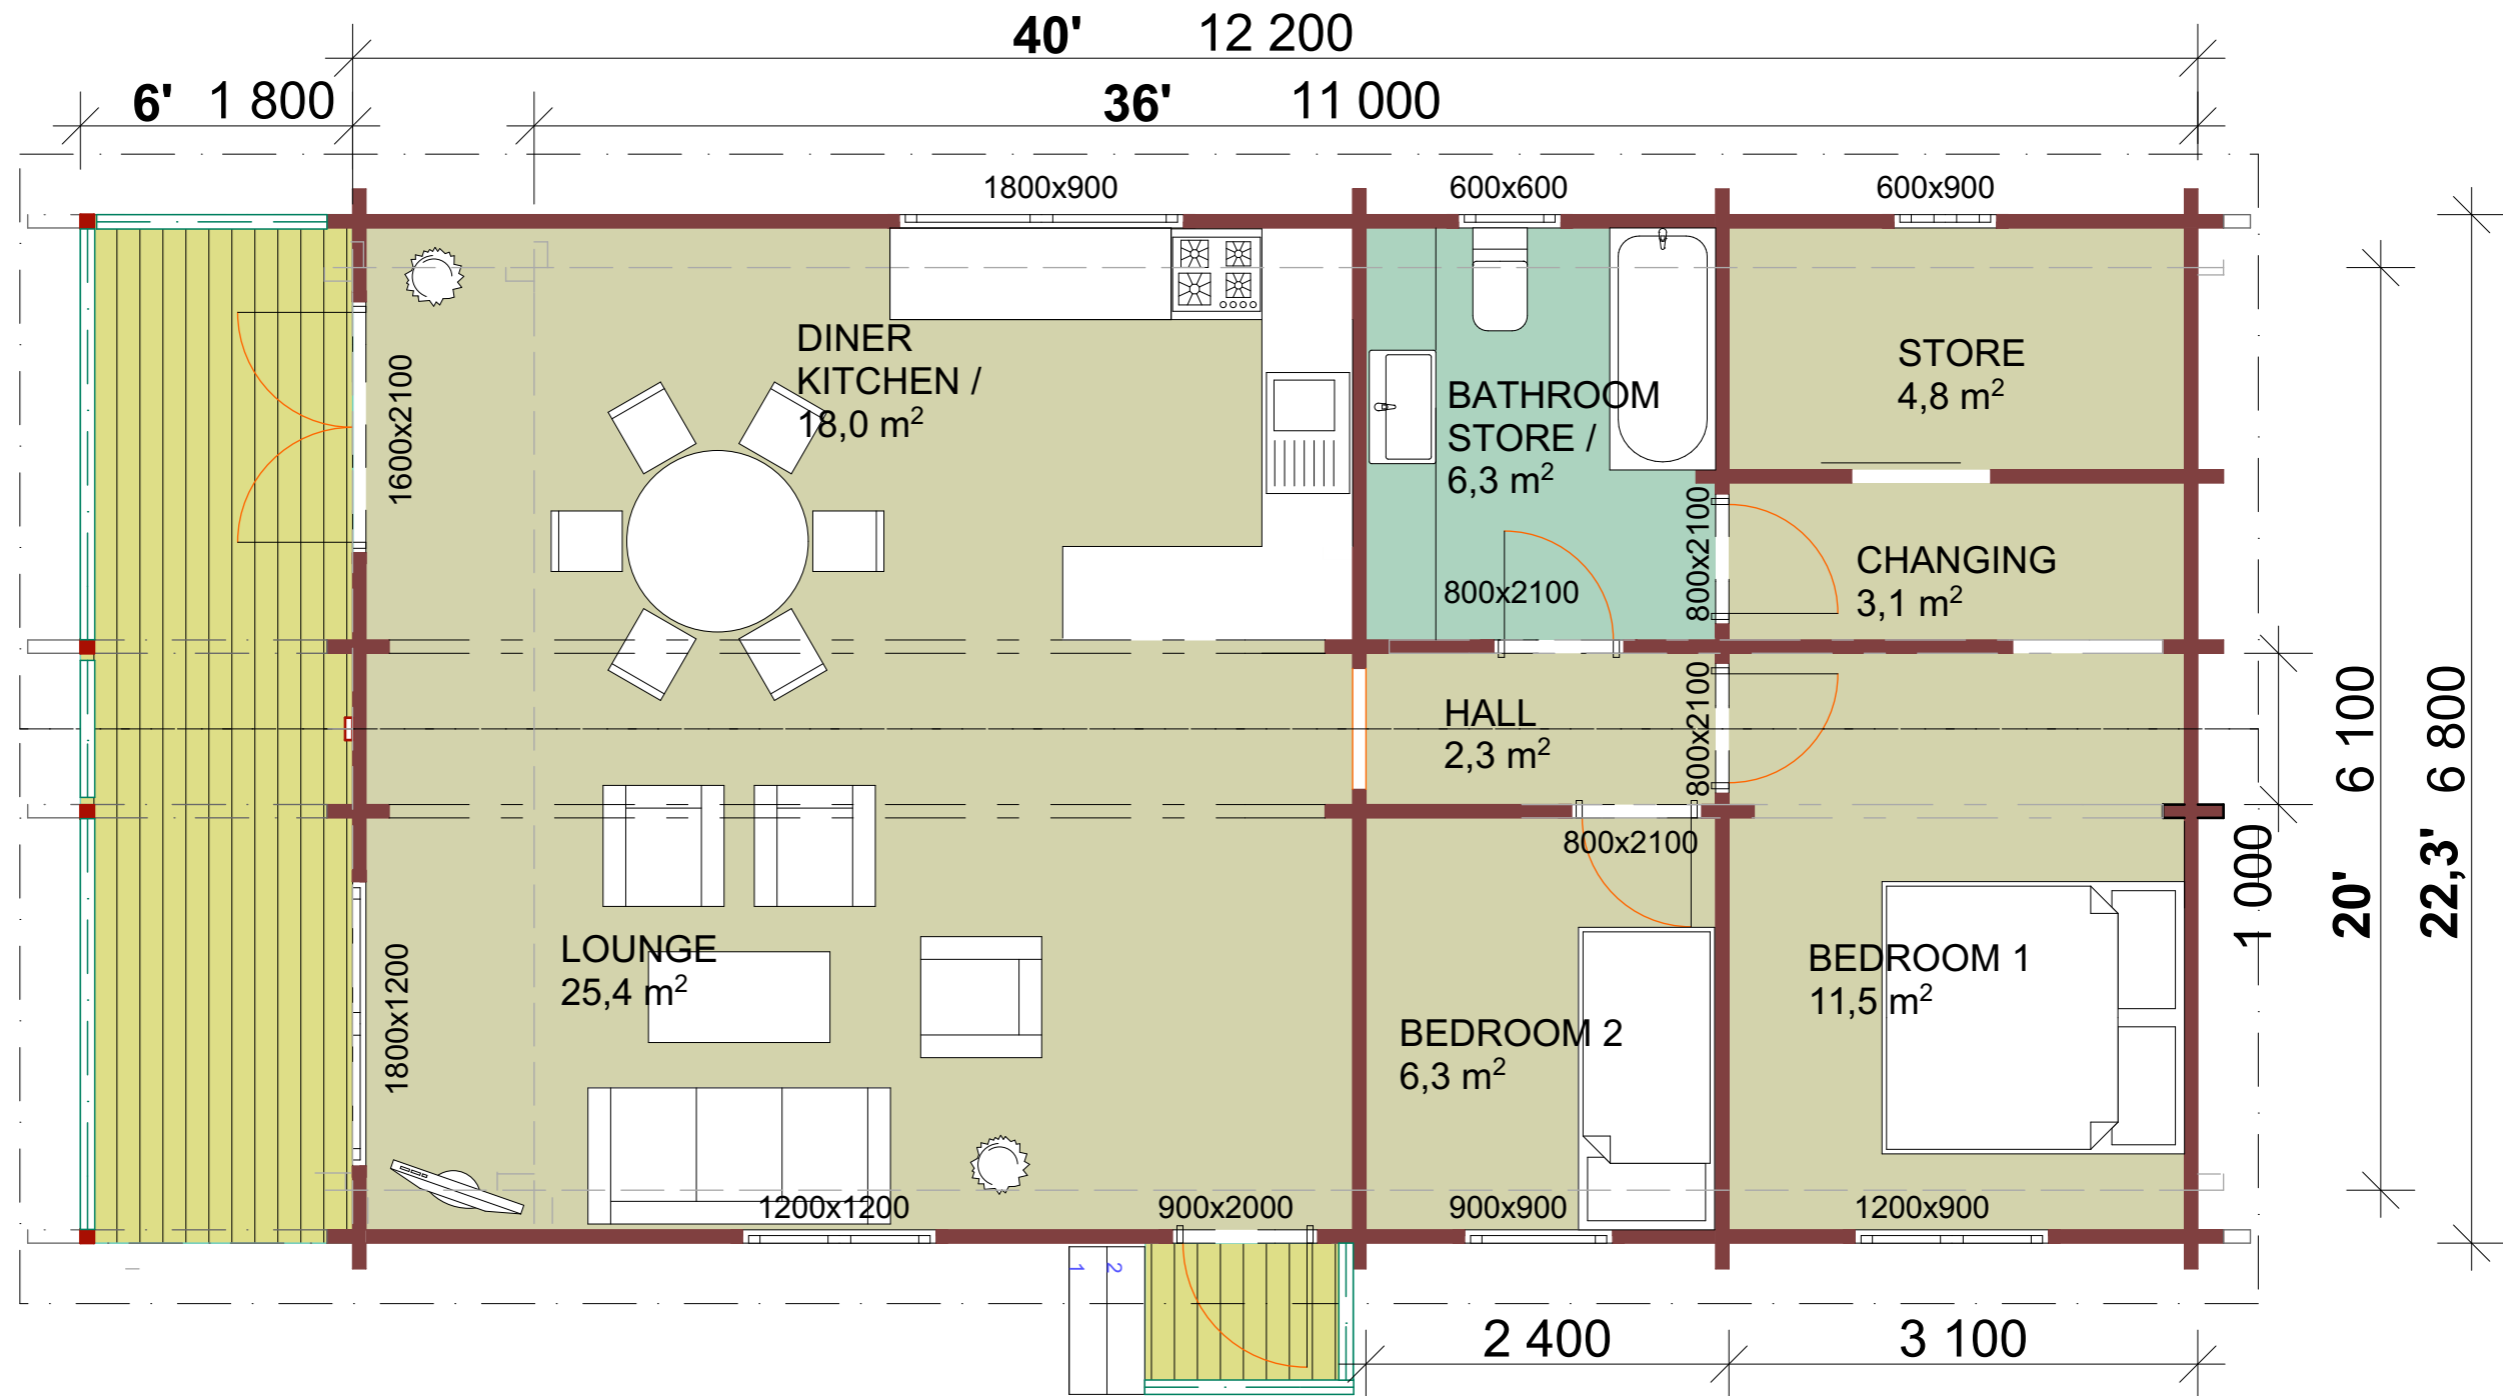 40' 12 200
6' 1 800 36' 11 000
1800x900 600x600 600x900
DINER
KITCHEN /
18,0 m²
BATHROOM
STORE /
6,3 m²
STORE
4,8 m²
1600x2100
800x2100
800x2100
CHANGING
3,1 m²
HALL
2,3 m²
800x2100
800x2100
LOUNGE
25,4 m²
1800x1200
BEDROOM 2
6,3 m²
BEDROOM 1
11,5 m²
1 000
20' 6 100
22,3' 6 800
1200x1200 900x2000 900x900 1200x900
1 2
2 400 3 100